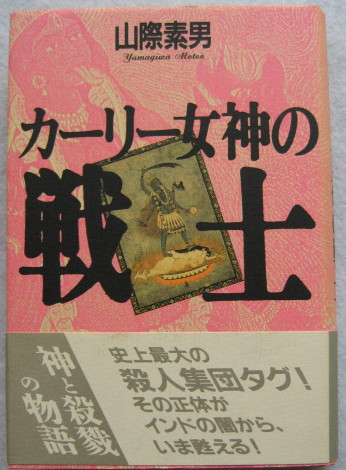 山際素男
Yamagiwa Motoo
カーリー女神の
戦士
神と殺戮
の物語
史上最大の
殺人集団タグ!
その正体が
インドの闇から、
いま甦える!